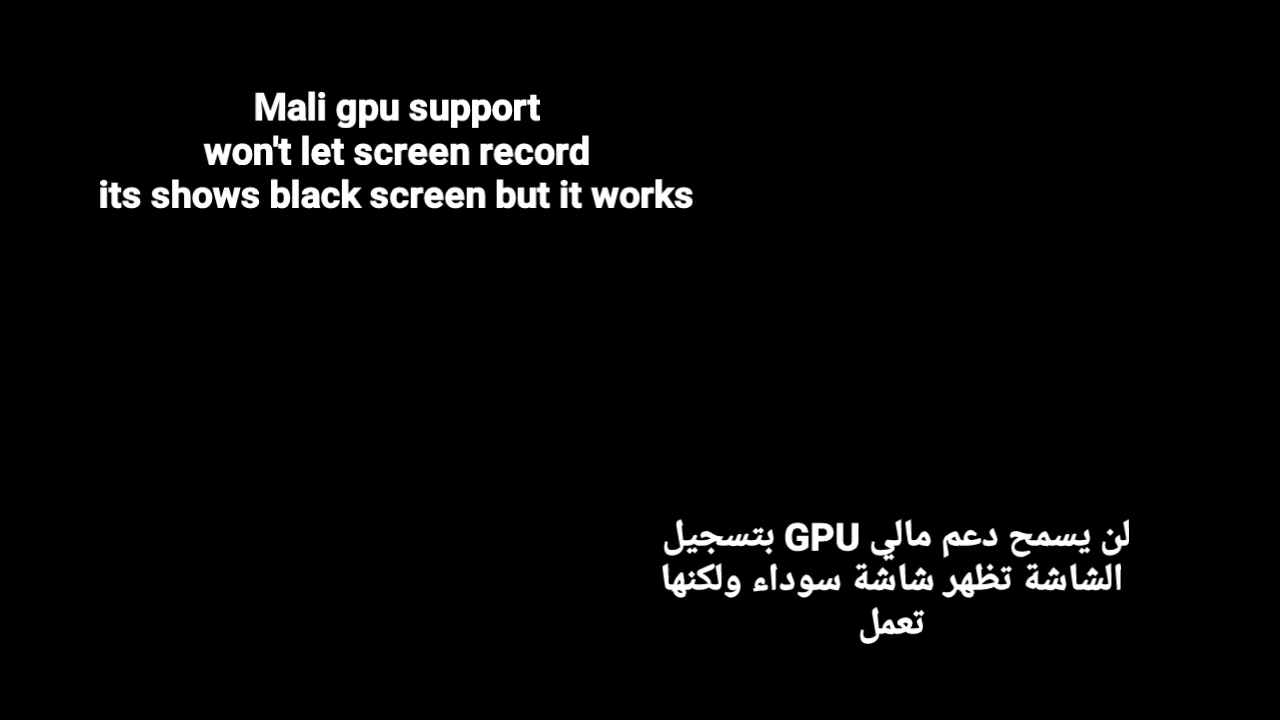 Mali gpu support
won't let screen record
its shows black screen but it works
لن يسمح دعم مالي GPU بتسجيل
الشاشة تظهر شاشة سوداء ولكنها
تعمل